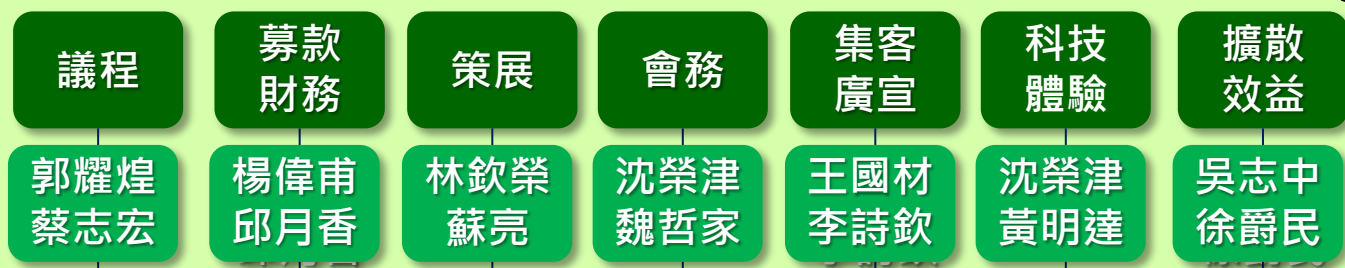 議程
募款
財務
策展
會務
集客
廣宣
科技
體驗
擴散
效益
郭耀煌
蔡志宏
楊偉甫
邱月香
林欽榮
蘇亮
沈榮津
魏哲家
王國材
李詩欽
沈榮津
黃明達
吳志中
徐爵民